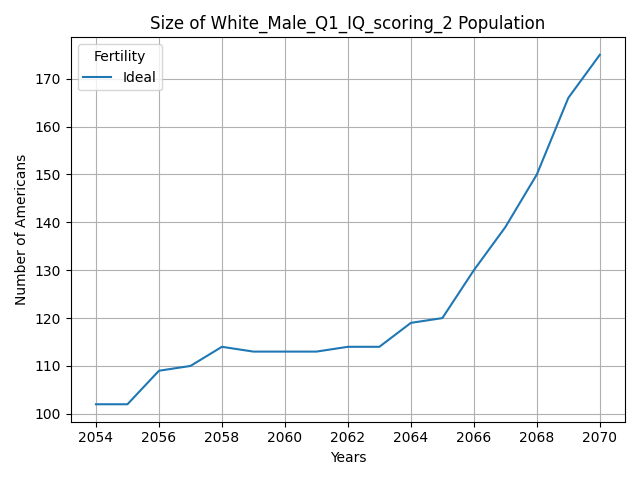 Size of White_Male_Q1_IQ_scoring_2 Population
Fertility
Ideal
Number of Americans
170
160
150
140
130
120
110
100
2054 2056 2058 2060 2062 2064 2066 2068 2070
Years